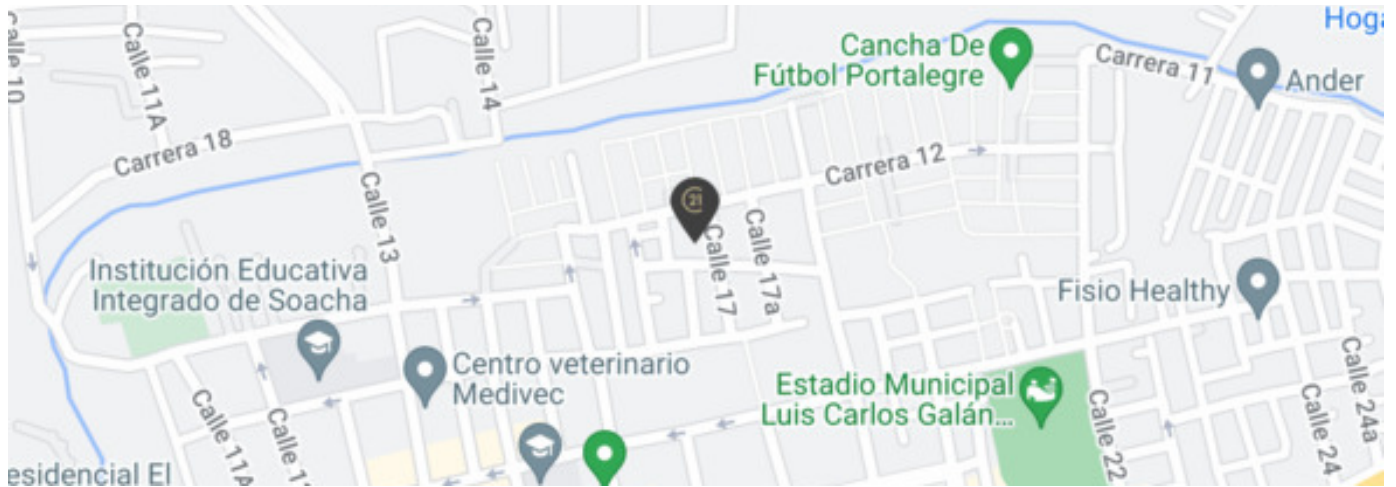 Hoga
Calle 10
Calle 11A
Calle 14
Cancha De
Fútbol Portalegre
Carrera 11
Ander
Carrera 18
Carrera 12
Calle 13
21
Calle 17
Calle 17a
Institución Educativa
Integrado de Soacha
Fisio Healthy
Centro veterinario
Medivec
Estadio Municipal
Luis Carlos Galán...
Calle 11A
Calle 22
Calle 24
Calle 24a
esidencial El